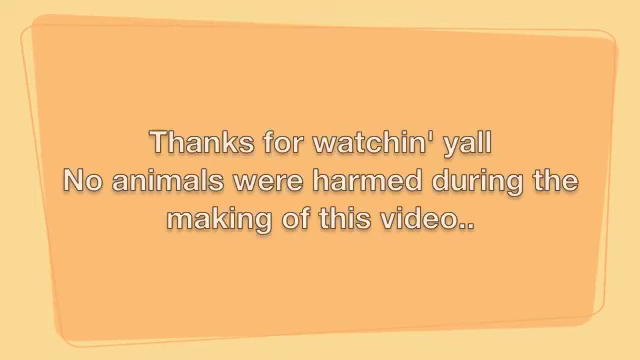 Thanks for watchin' yall
No animals were harmed during the
making of this video..